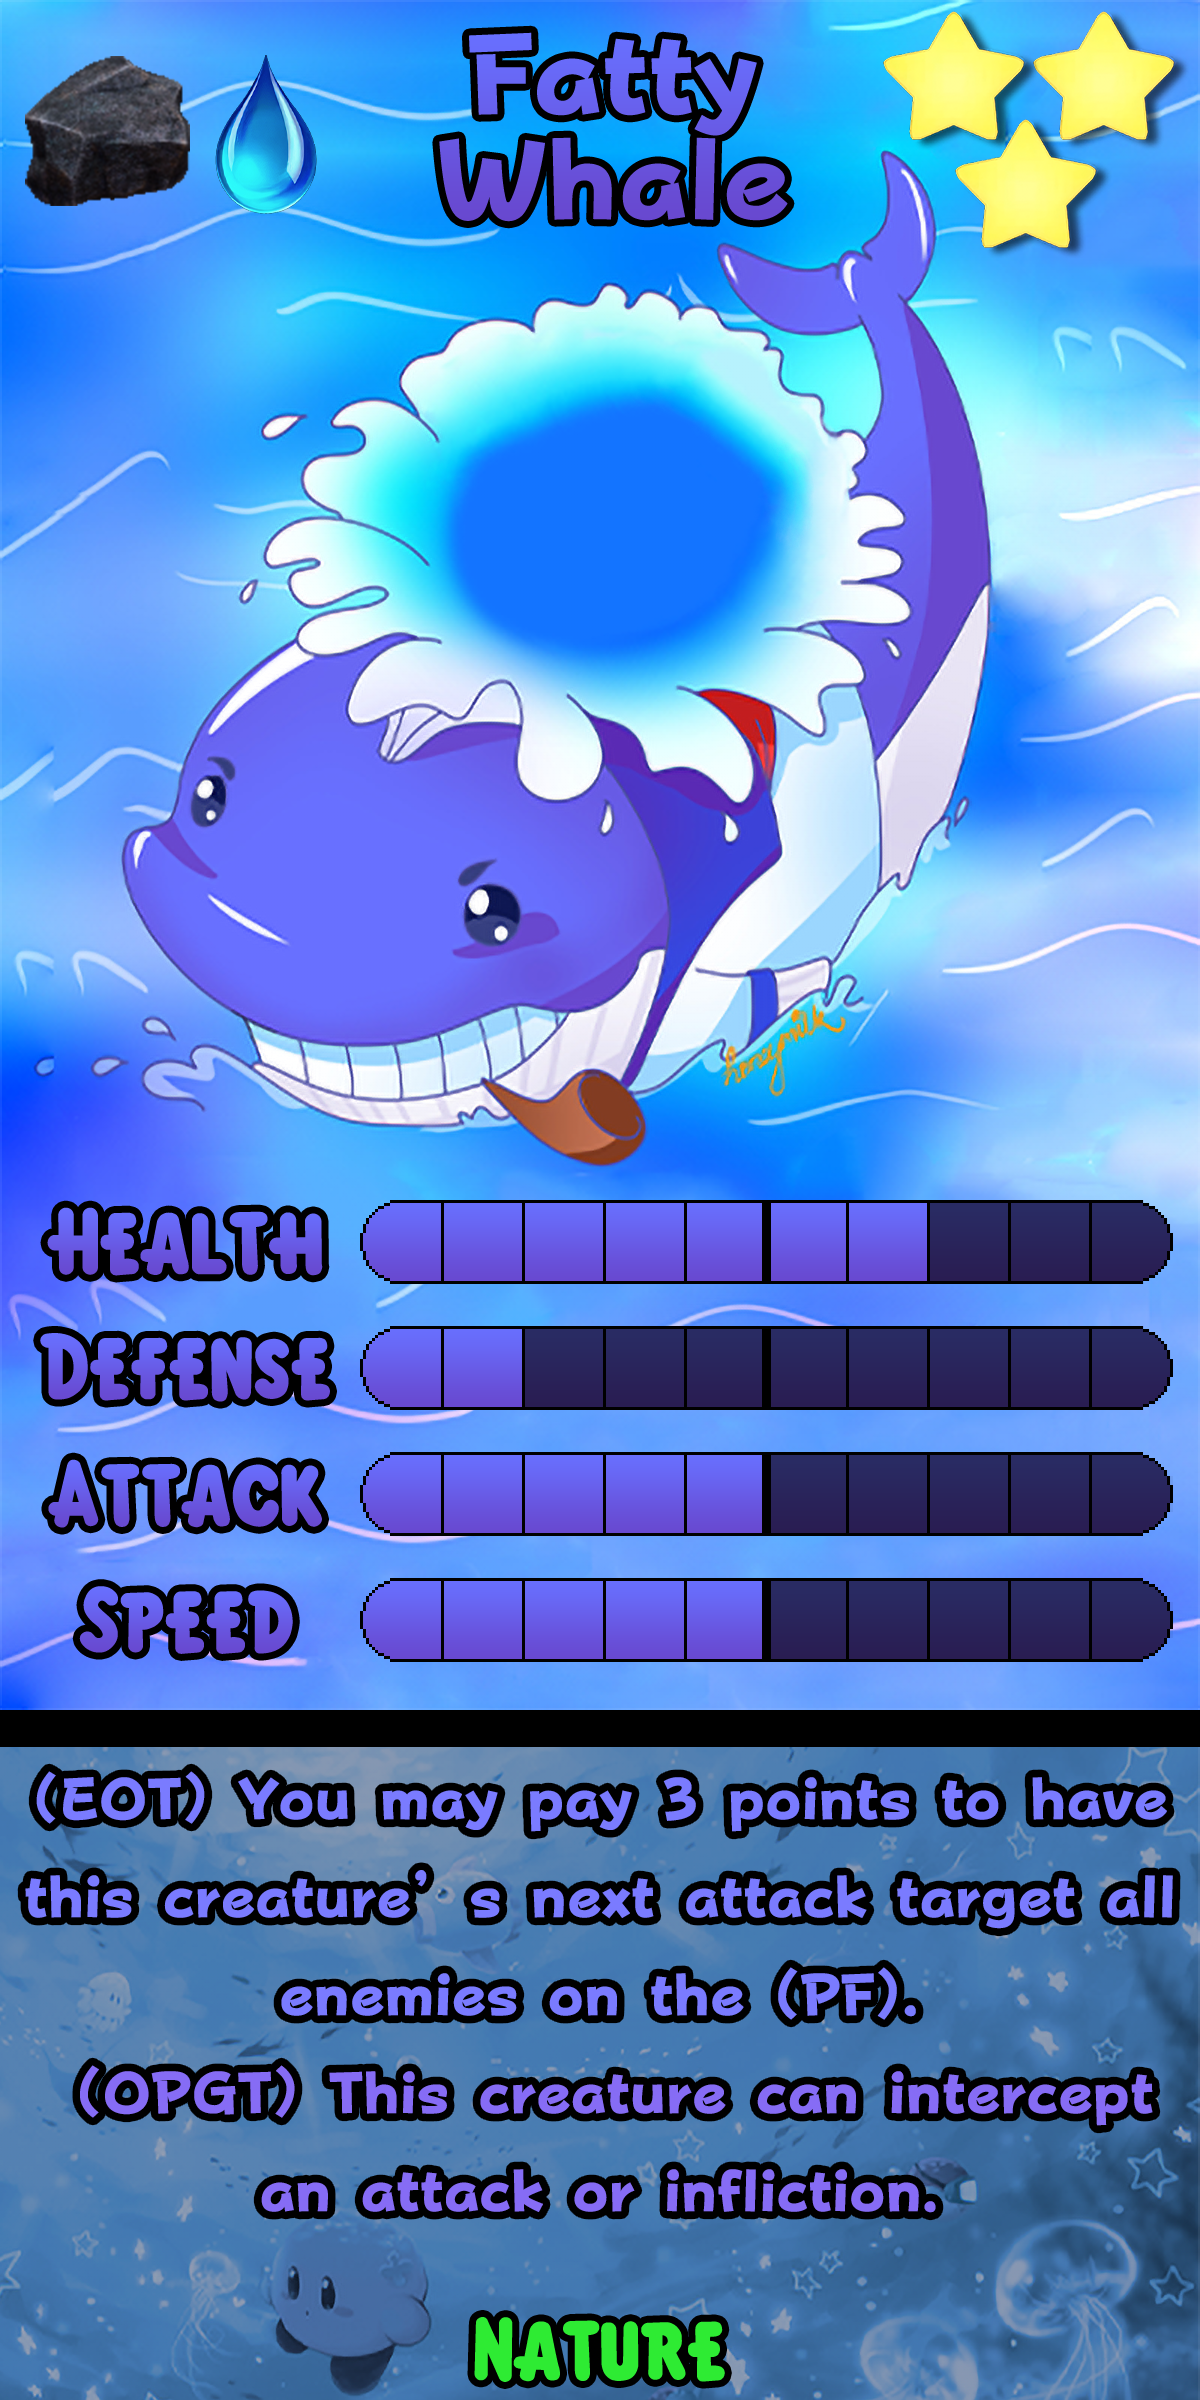 Fatty
Whale
honeymilk
HEALTH
DEFENSE
ATTACK
SPEED
(EOT) You may pay 3 points to have
this creature’s next attack target all
enemies on the (PF).
(OPGT) This creature can intercept
an attack or infliction.
NATURE